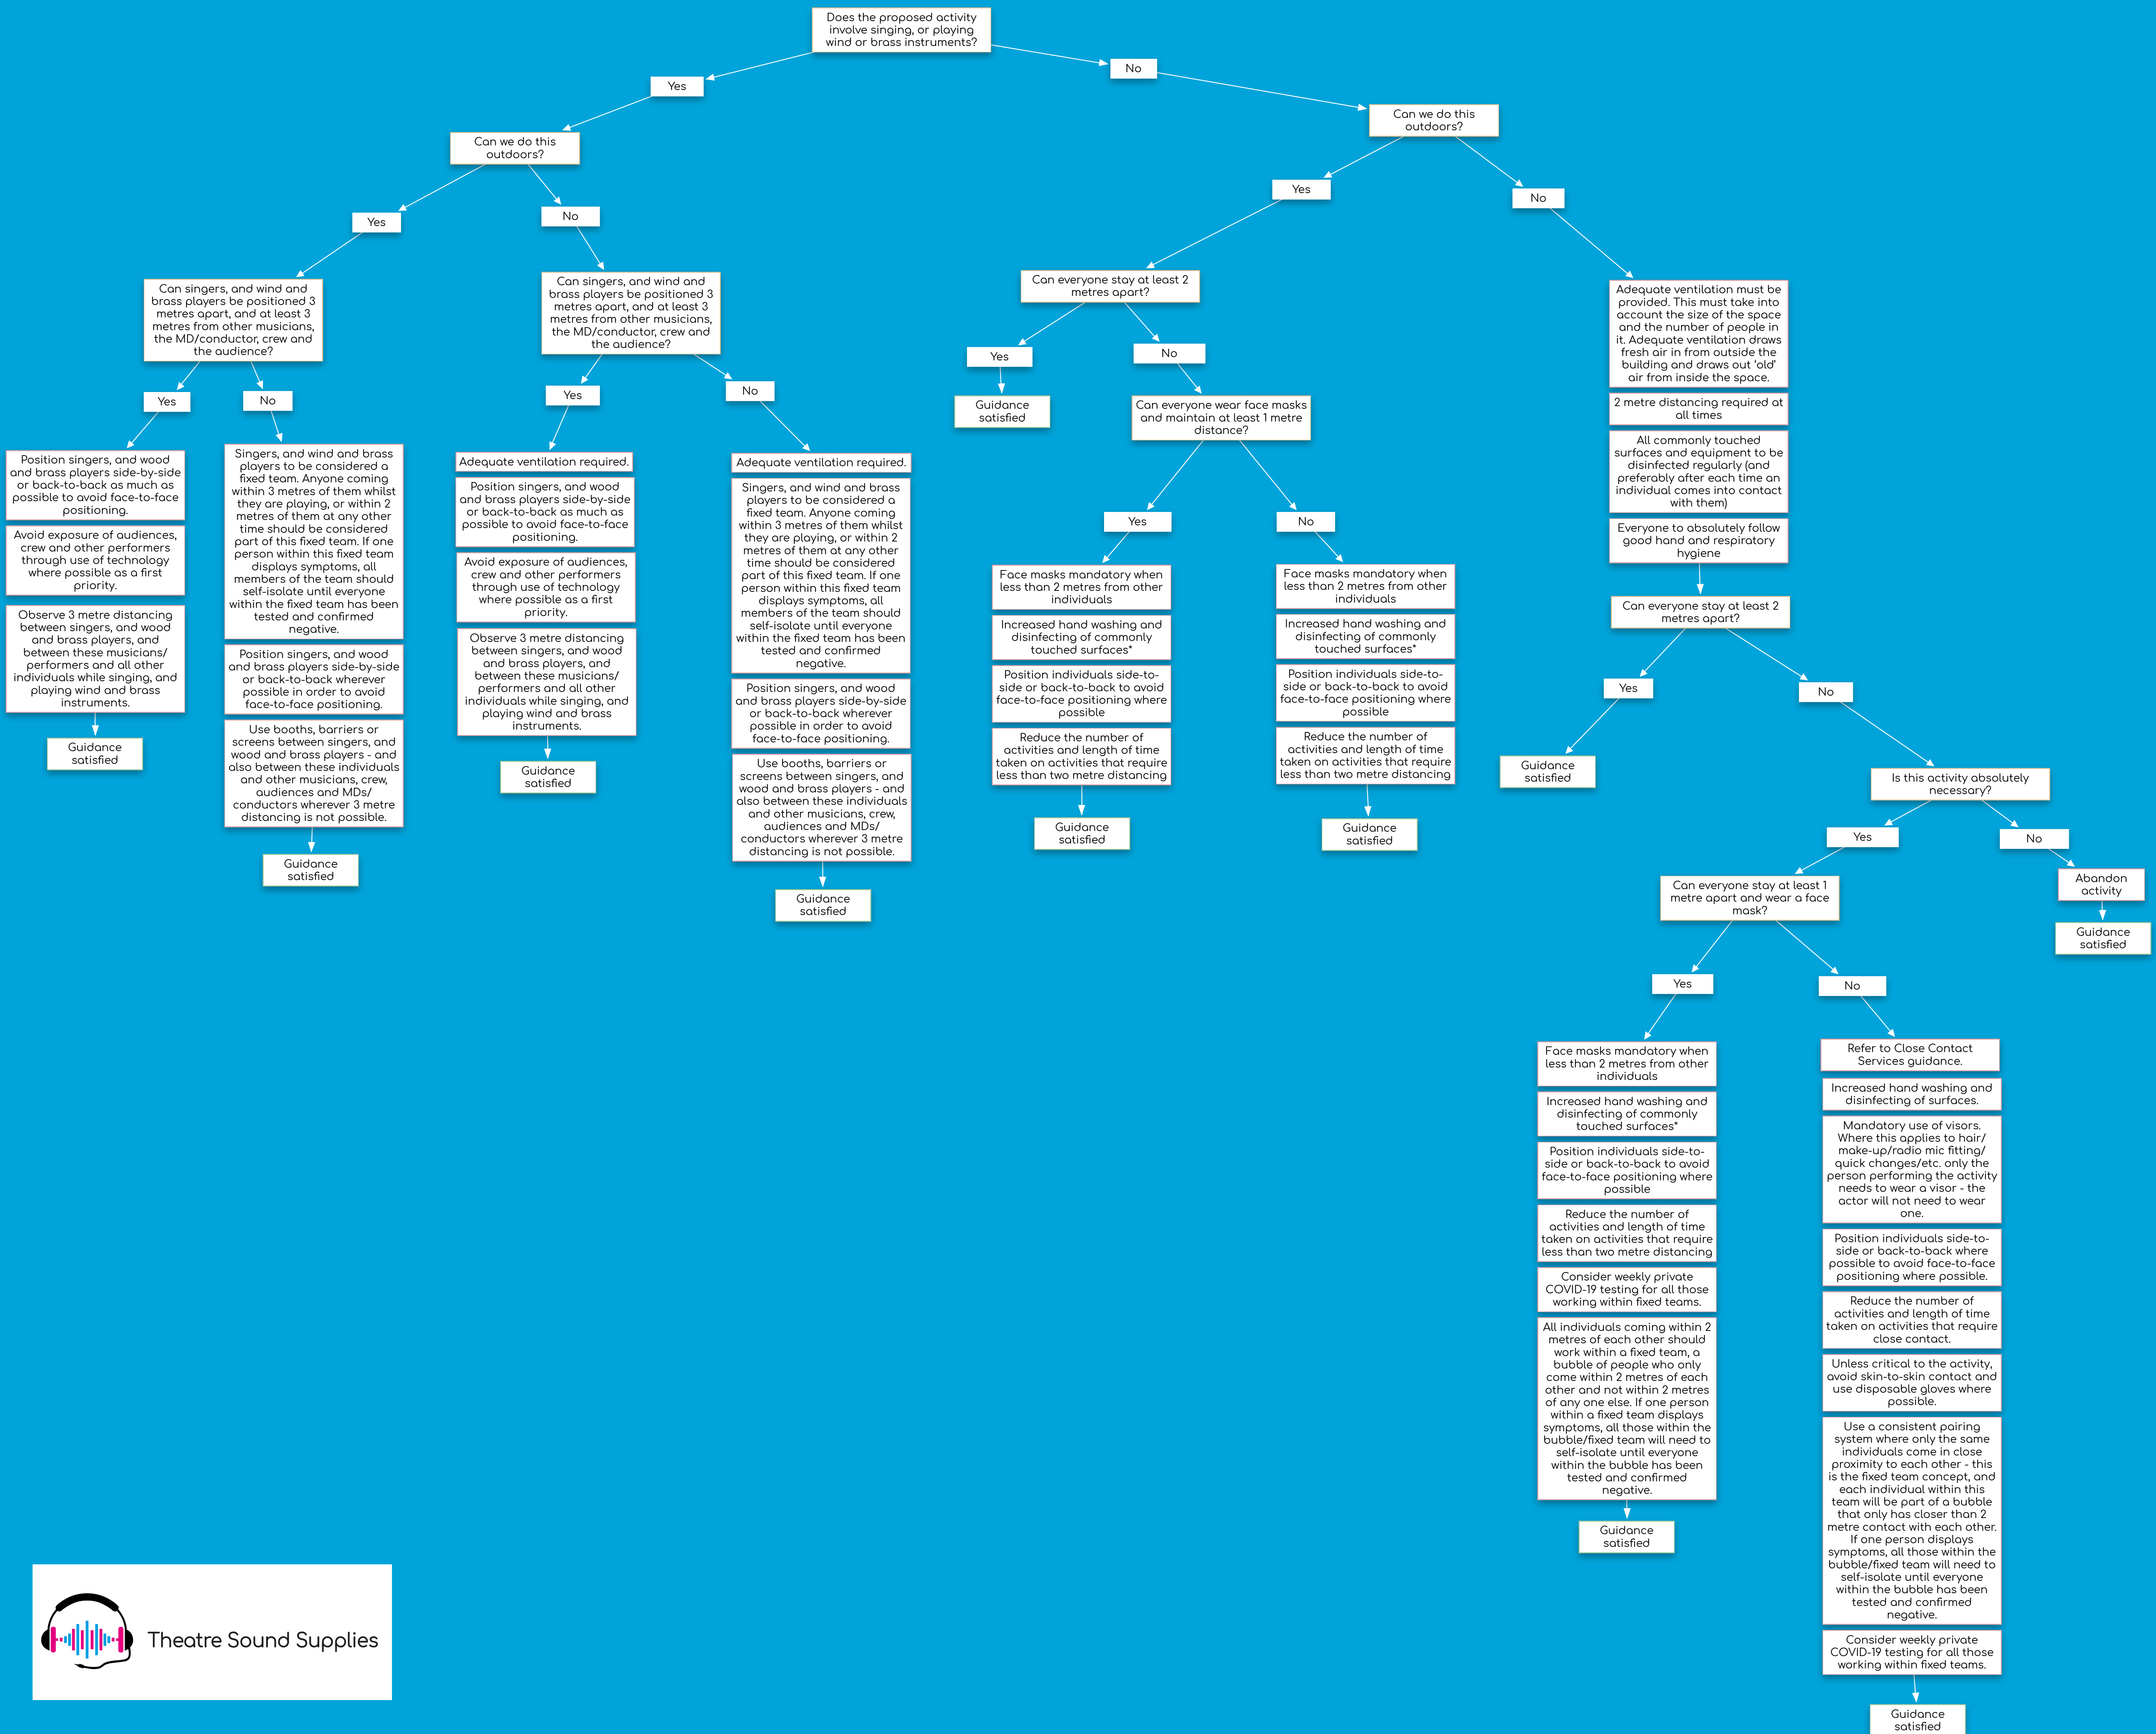 Does the proposed activity
involve singing, or playing
wind or brass instruments?
Yes
Can we do this
outdoors?
Yes
Can singers, and wind and
brass players be positioned 3
metres apart, and at least 3
metres from other musicians,
the MD/conductor, crew and
the audience?
Yes
Position singers, and wood
and brass players side-by-side
or back-to-back as much as
possible to avoid face-to-face
positioning.
Avoid exposure of audiences,
crew and other performers
through use of technology
where possible as a first
priority.
Observe 3 metre distancing
between singers, and wood
and brass players, and
between these musicians/
performers and all other
individuals while singing, and
playing wind and brass
instruments.
Guidance
satisfied
No
Singers, and wind and brass
players to be considered a
fixed team. Anyone coming
within 3 metres of them whilst
they are playing, or within 2
metres of them at any other
time should be considered
part of this fixed team. If one
person within this fixed team
displays symptoms, all
members of the team should
self-isolate until everyone
within the fixed team has been
tested and confirmed
negative.
Position singers, and wood
and brass players side-by-side
or back-to-back wherever
possible in order to avoid
face-to-face positioning.
Use booths, barriers or
screens between singers, and
wood and brass players - and
also between these individuals
and other musicians, crew,
audiences and MDs/
conductors wherever 3 metre
distancing is not possible.
Guidance
satisfied
No
Can singers, and wind and
brass players be positioned 3
metres apart, and at least 3
metres from other musicians,
the MD/conductor, crew and
the audience?
Yes
Adequate ventilation required.
Position singers, and wood
and brass players side-by-side
or back-to-back as much as
possible to avoid face-to-face
positioning.
Avoid exposure of audiences,
crew and other performers
through use of technology
where possible as a first
priority.
Observe 3 metre distancing
between singers, and wood
and brass players, and
between these musicians/
performers and all other
individuals while singing, and
playing wind and brass
instruments.
Guidance
satisfied
No
Adequate ventilation required.
Singers, and wind and brass
players to be considered a
fixed team. Anyone coming
within 3 metres of them whilst
they are playing, or within 2
metres of them at any other
time should be considered
part of this fixed team. If one
person within this fixed team
displays symptoms, all
members of the team should
self-isolate until everyone
within the fixed team has been
tested and confirmed
negative.
Position singers, and wood
and brass players side-by-side
or back-to-back wherever
possible in order to avoid
face-to-face positioning.
Use booths, barriers or
screens between singers, and
wood and brass players - and
also between these individuals
and other musicians, crew,
audiences and MDs/
conductors wherever 3 metre
distancing is not possible.
Guidance
satisfied
No
Can we do this
outdoors?
Yes
Can everyone stay at least 2
metres apart?
Yes
Guidance
satisfied
No
Can everyone wear face masks
and maintain at least 1 metre
distance?
Yes
Face masks mandatory when
less than 2 metres from other
individuals
Increased hand washing and
disinfecting of commonly
touched surfaces*
Position individuals side-to-
side or back-to-back to avoid
face-to-face positioning where
possible
Reduce the number of
activities and length of time
taken on activities that require
less than two metre distancing
Guidance
satisfied
No
Face masks mandatory when
less than 2 metres from other
individuals
Increased hand washing and
disinfecting of commonly
touched surfaces*
Position individuals side-to-
side or back-to-back to avoid
face-to-face positioning where
possible
Reduce the number of
activities and length of time
taken on activities that require
less than two metre distancing
Guidance
satisfied
No
Adequate ventilation must be
provided. This must take into
account the size of the space
and the number of people in
it. Adequate ventilation draws
fresh air in from outside the
building and draws out 'old'
air from inside the space.
2 metre distancing required at
all times
All commonly touched
surfaces and equipment to be
disinfected regularly (and
preferably after each time an
individual comes into contact
with them)
Everyone to absolutely follow
good hand and respiratory
hygiene
Can everyone stay at least 2
metres apart?
Yes
Guidance
satisfied
No
Is this activity absolutely
necessary?
Yes
Can everyone stay at least 1
metre apart and wear a face
mask?
Yes
Face masks mandatory when
less than 2 metres from other
individuals
Increased hand washing and
disinfecting of commonly
touched surfaces*
Position individuals side-to-
side or back-to-back to avoid
face-to-face positioning where
possible
Reduce the number of
activities and length of time
taken on activities that require
less than two metre distancing
Consider weekly private
COVID-19 testing for all those
working within fixed teams.
All individuals coming within 2
metres of each other should
work within a fixed team, a
bubble of people who only
come within 2 metres of each
other and not within 2 metres
of any one else. If one person
within a fixed team displays
symptoms, all those within the
bubble/fixed team will need to
self-isolate until everyone
within the bubble has been
tested and confirmed
negative.
Guidance
satisfied
No
Refer to Close Contact
Services guidance.
Increased hand washing and
disinfecting of surfaces.
Mandatory use of visors.
Where this applies to hair/
make-up/radio mic fitting/
quick changes/etc. only the
person performing the activity
needs to wear a visor - the
actor will not need to wear
one.
Position individuals side-to-
side or back-to-back where
possible to avoid face-to-face
positioning where possible.
Reduce the number of
activities and length of time
taken on activities that require
close contact.
Unless critical to the activity,
avoid skin-to-skin contact and
use disposable gloves where
possible.
Use a consistent pairing
system where only the same
individuals come in close
proximity to each other - this
is the fixed team concept, and
each individual within this
team will be part of a bubble
that only has closer than 2
metre contact with each other.
If one person displays
symptoms, all those within the
bubble/fixed team will need to
self-isolate until everyone
within the bubble has been
tested and confirmed
negative.
Consider weekly private
COVID-19 testing for all those
working within fixed teams.
Guidance
satisfied
No
Abandon
activity
Guidance
satisfied
Theatre Sound Supplies